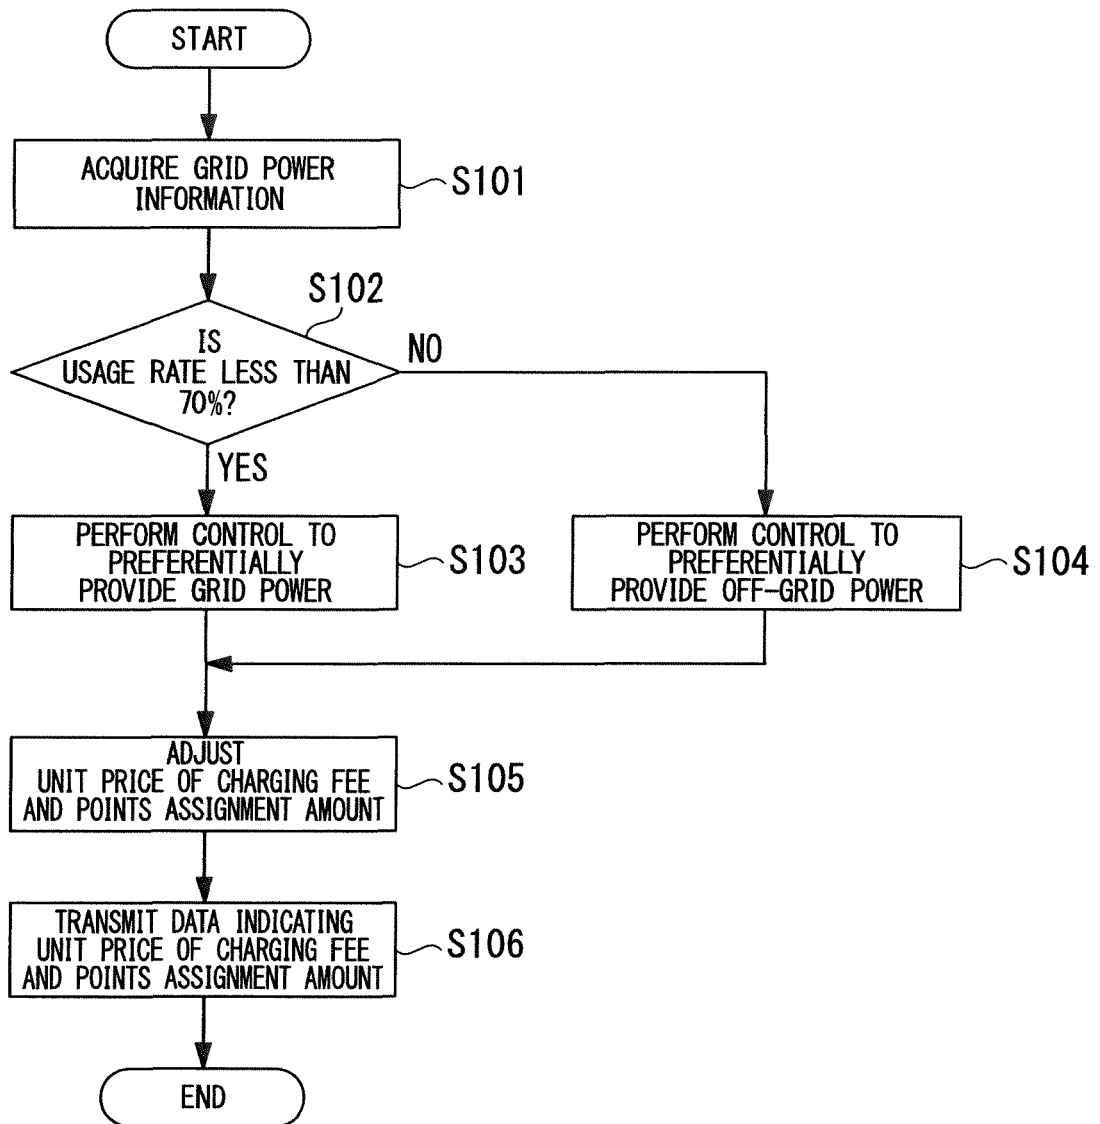 START
ACQUIRE GRID POWER
INFORMATION
S101
S102
IS
USAGE RATE LESS THAN
70%?
NO
YES
PERFORM CONTROL TO
PREFERENTIALLY
PROVIDE GRID POWER
S103
PERFORM CONTROL TO
PREFERENTIALLY
PROVIDE OFF-GRID POWER
S104
ADJUST
UNIT PRICE OF CHARGING FEE
AND POINTS ASSIGNMENT AMOUNT
S105
TRANSMIT DATA INDICATING
UNIT PRICE OF CHARGING FEE
AND POINTS ASSIGNMENT AMOUNT
S106
END